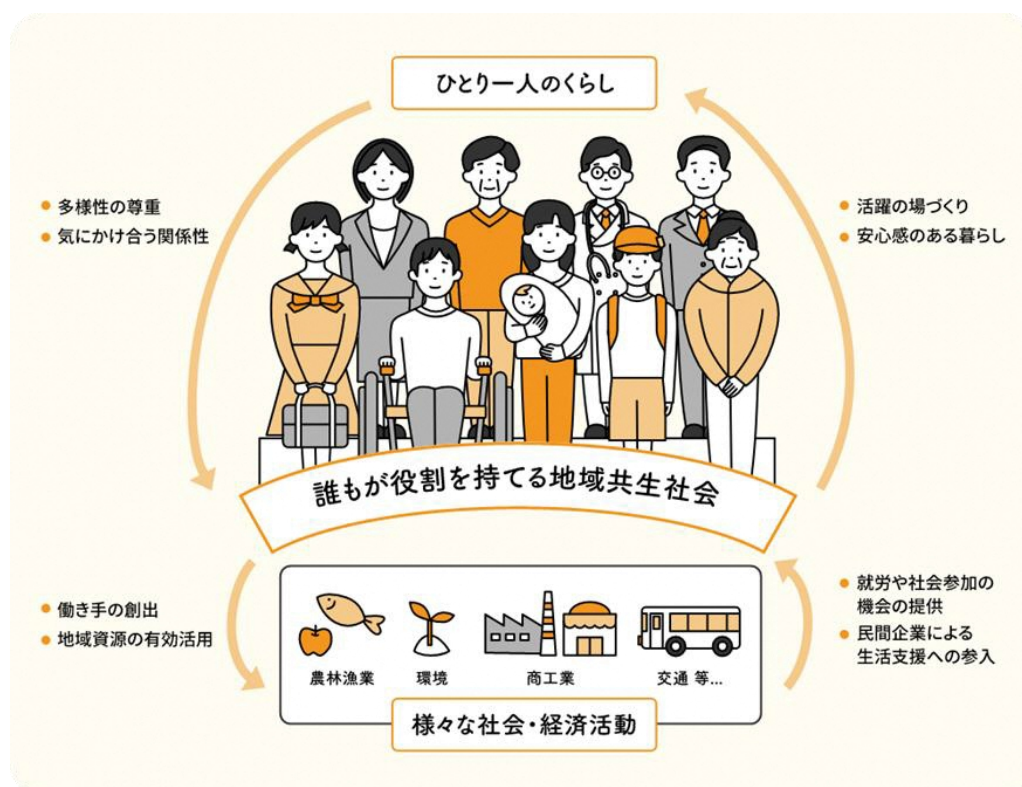 ひとり一人のくらし
多様性の尊重
気にかけ合う関係性
活躍の場づくり
安心感のある暮らし
誰もが役割を持てる地域共生社会
働き手の創出
地域資源の有効活用
就労や社会参加の
機会の提供
民間企業による
生活支援への参入
農林漁業
環境
商工業
交通 等...
様々な社会・経済活動